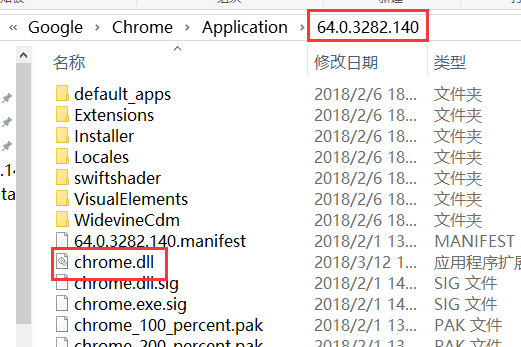 Google > Chrome > Application > 64.0.3282.140
名称 修改日期 类型
default_apps 2018/2/6 18... 文件夹
Extensions 2018/2/6 18... 文件夹
Installer 2018/2/6 18... 文件夹
Locales 2018/2/6 18... 文件夹
swiftshader 2018/2/6 18... 文件夹
VisualElements 2018/2/6 18... 文件夹
WidevineCdm 2018/2/6 18... 文件夹
64.0.3282.140.manifest 2018/2/1 13... MANIFEST
chrome.dll 2018/3/12 1... 应用程序扩展
chrome.dll.sig 2018/2/1 14... SIG 文件
chrome.exe.sig 2018/2/1 14... SIG 文件
chrome_100_percent.pak 2018/2/1 13... PAK 文件
chrome_200_percent.pak 2018/2/1 13... PAK 文件